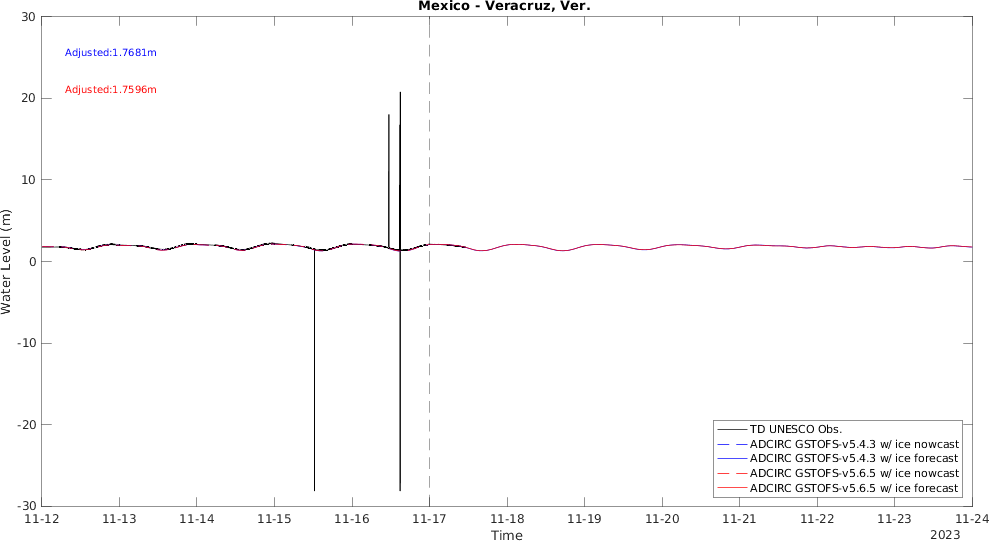 Mexico - Veracruz, Ver.
30
Adjusted:1.7681m
Adjusted:1.7596m
20
10
0
-10
-20
-30
Water Level (m)
TD UNESCO Obs.
ADCIRC GSTOFS-v5.4.3 w/ ice nowcast
ADCIRC GSTOFS-v5.4.3 w/ ice forecast
ADCIRC GSTOFS-v5.6.5 w/ ice nowcast
ADCIRC GSTOFS-v5.6.5 w/ ice forecast
11-12 11-13 11-14 11-15 11-16 11-17 11-18 11-19 11-20 11-21 11-22 11-23 11-24
Time
2023